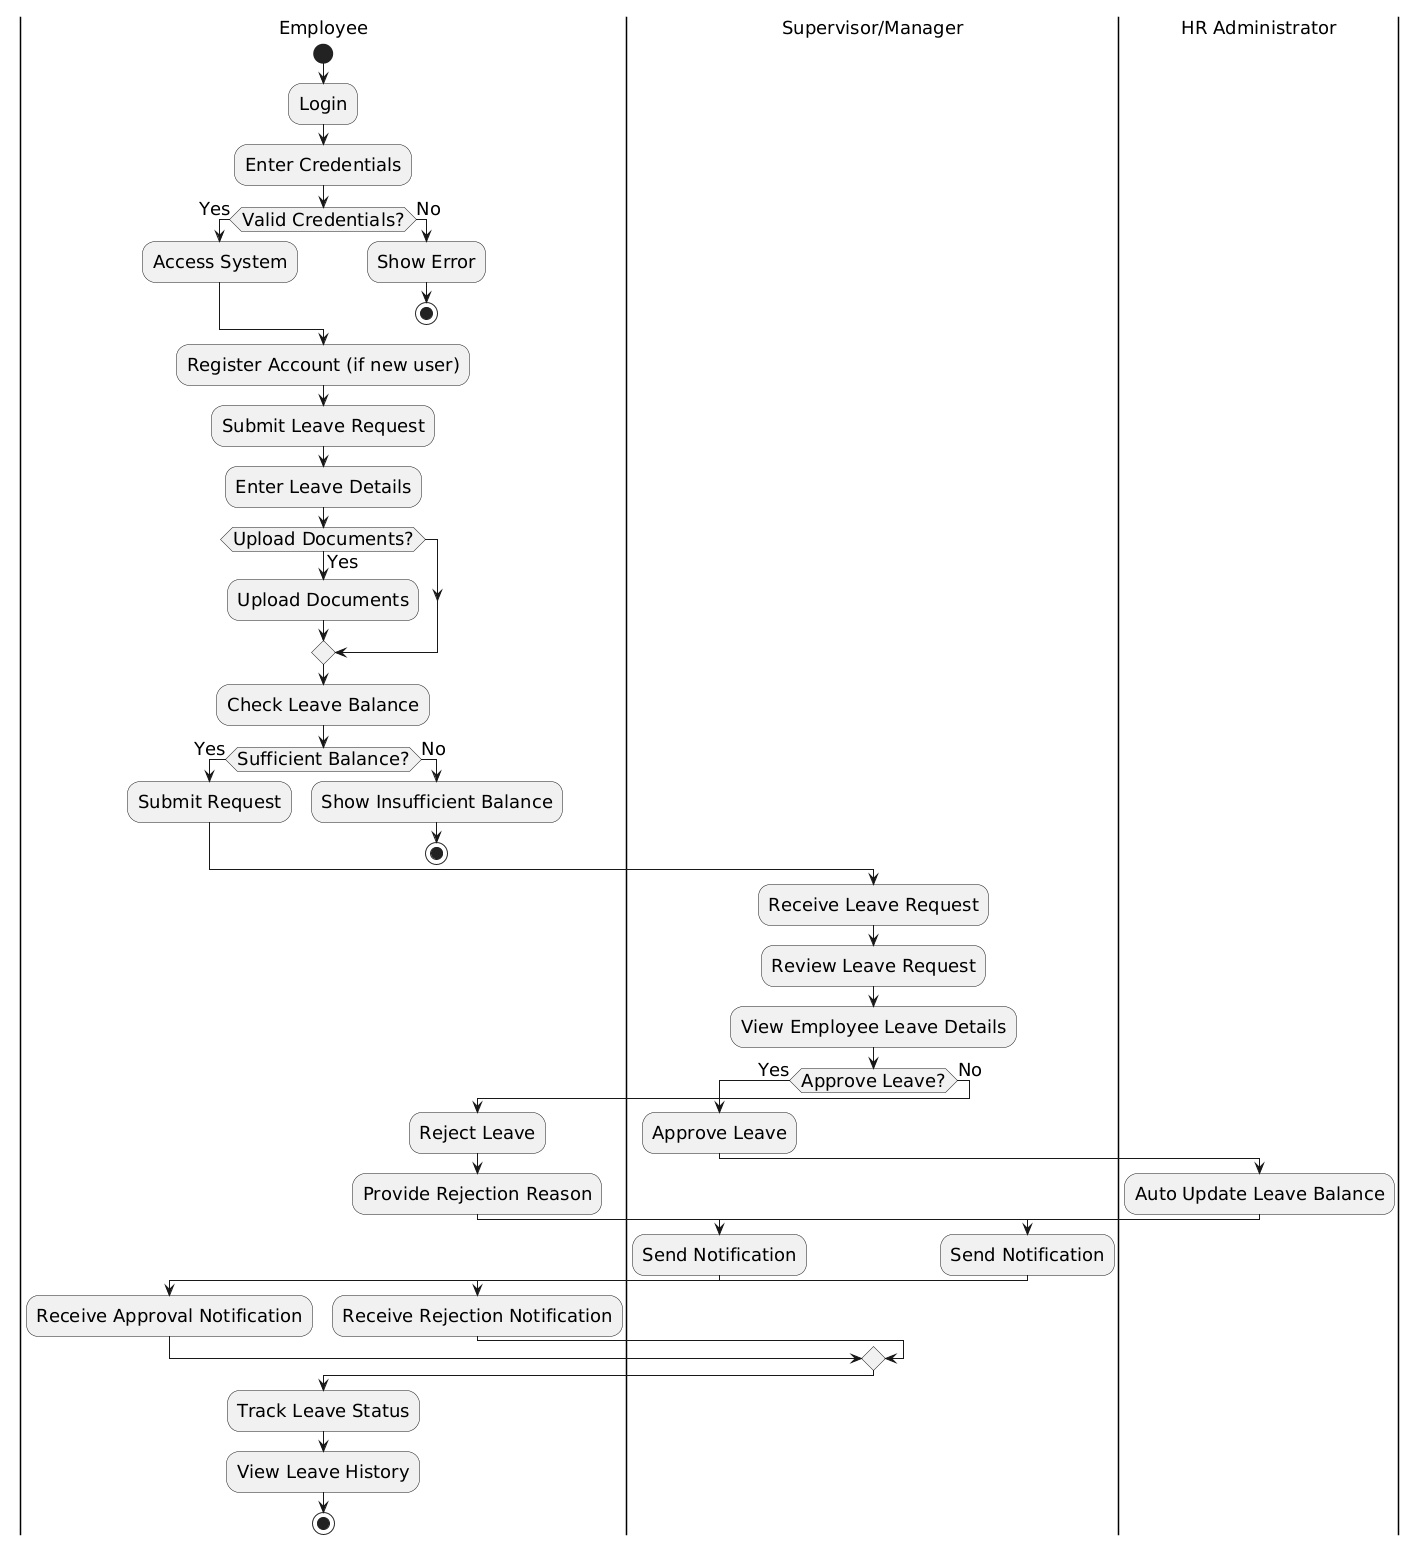 Employee
Supervisor/Manager
HR Administrator
Login
Enter Credentials
Yes
Valid Credentials?
No
Access System
Show Error
Register Account (if new user)
Submit Leave Request
Enter Leave Details
Upload Documents?
Yes
Upload Documents
Check Leave Balance
Yes
Sufficient Balance?
No
Submit Request
Show Insufficient Balance
Receive Leave Request
Review Leave Request
View Employee Leave Details
Yes
Approve Leave?
No
Reject Leave
Approve Leave
Provide Rejection Reason
Auto Update Leave Balance
Send Notification
Send Notification
Receive Approval Notification
Receive Rejection Notification
Track Leave Status
View Leave History